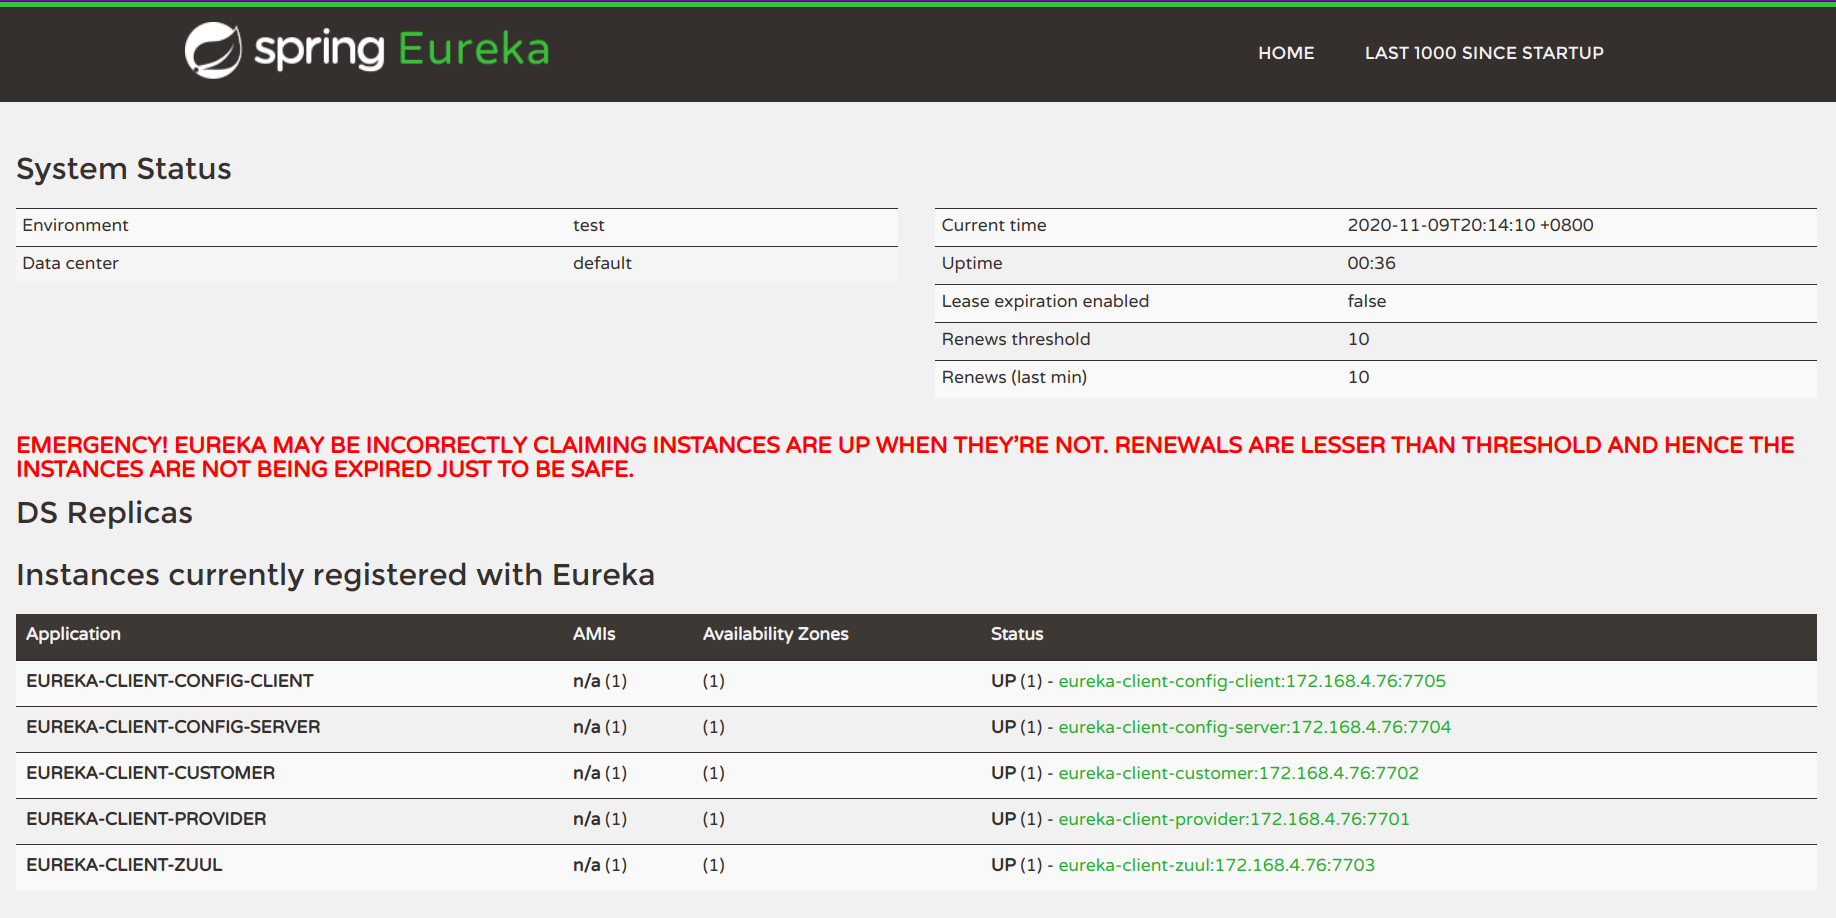 spring Eureka
HOME
LAST 1000 SINCE STARTUP
System Status
Environment test
Data center default
Current time 2020-11-09T20:14:10 +0800
Uptime 00:36
Lease expiration enabled false
Renews threshold 10
Renews (last min) 10
EMERGENCY! EUREKA MAY BE INCORRECTLY CLAIMING INSTANCES ARE UP WHEN THEY’RE NOT. RENEWALS ARE LESSER THAN THRESHOLD AND HENCE THE
INSTANCES ARE NOT BEING EXPIRED JUST TO BE SAFE.
DS Replicas
Instances currently registered with Eureka
Application AMIs Availability Zones Status
EUREKA-CLIENT-CONFIG-CLIENT n/a (1) (1) UP (1) - eureka-client-config-client:172.168.4.76:7705
EUREKA-CLIENT-CONFIG-SERVER n/a (1) (1) UP (1) - eureka-client-config-server:172.168.4.76:7704
EUREKA-CLIENT-CUSTOMER n/a (1) (1) UP (1) - eureka-client-customer:172.168.4.76:7702
EUREKA-CLIENT-PROVIDER n/a (1) (1) UP (1) - eureka-client-provider:172.168.4.76:7701
EUREKA-CLIENT-ZUUL n/a (1) (1) UP (1) - eureka-client-zuul:172.168.4.76:7703